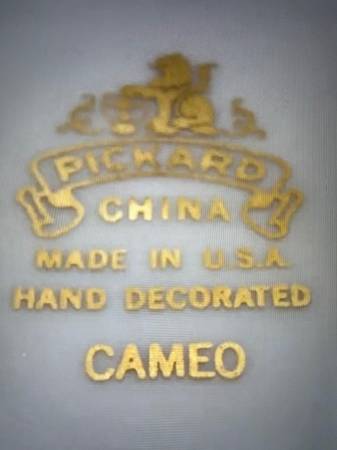 PICKARD
CHINA
MADE IN U.S.A.
HAND DECORATED
CAMEO